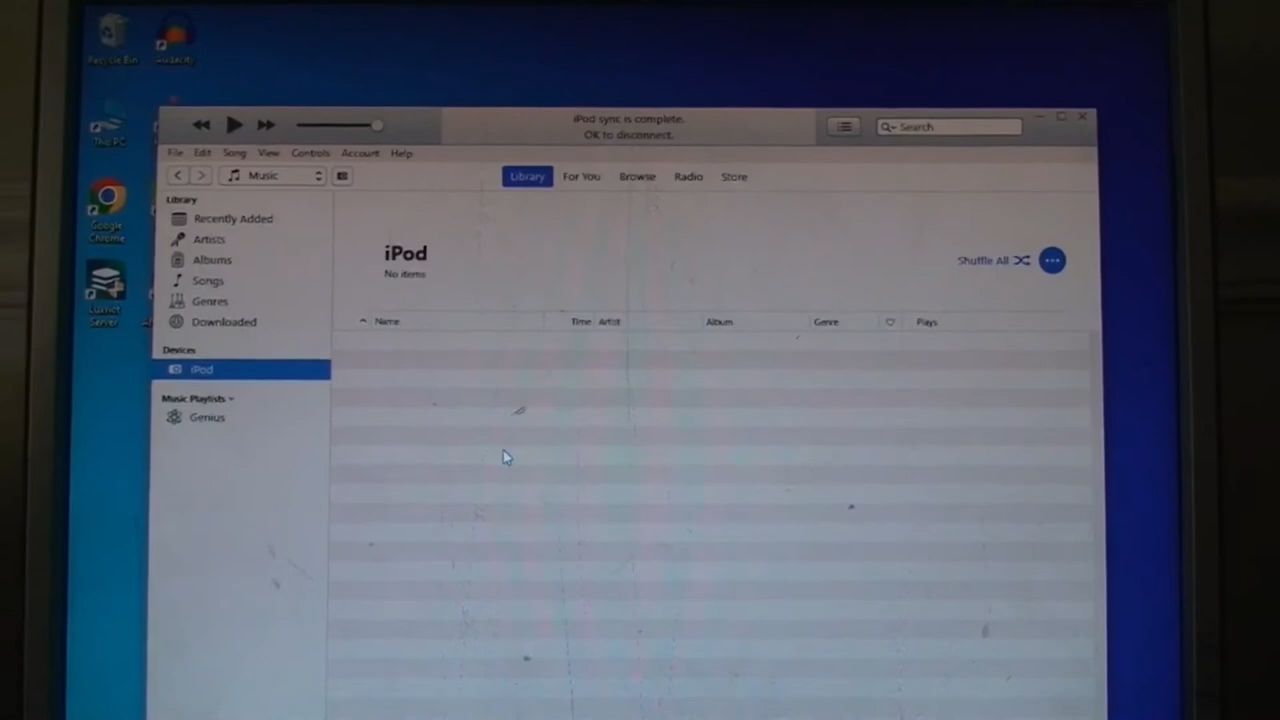 Recycle Bin
Audacity
This PC
Google
Chrome
Server
iPod sync is complete.
OK to disconnect.
Search
File Edit Song View Controls Account Help
Music
Library For You Browse Radio Store
Library
Recently Added
Artists
Albums
Songs
Genres
Downloaded
Devices
iPod
Music Playlists
Genius
iPod
No items
Shuffle All
Name Time Artist Album Genre Plays